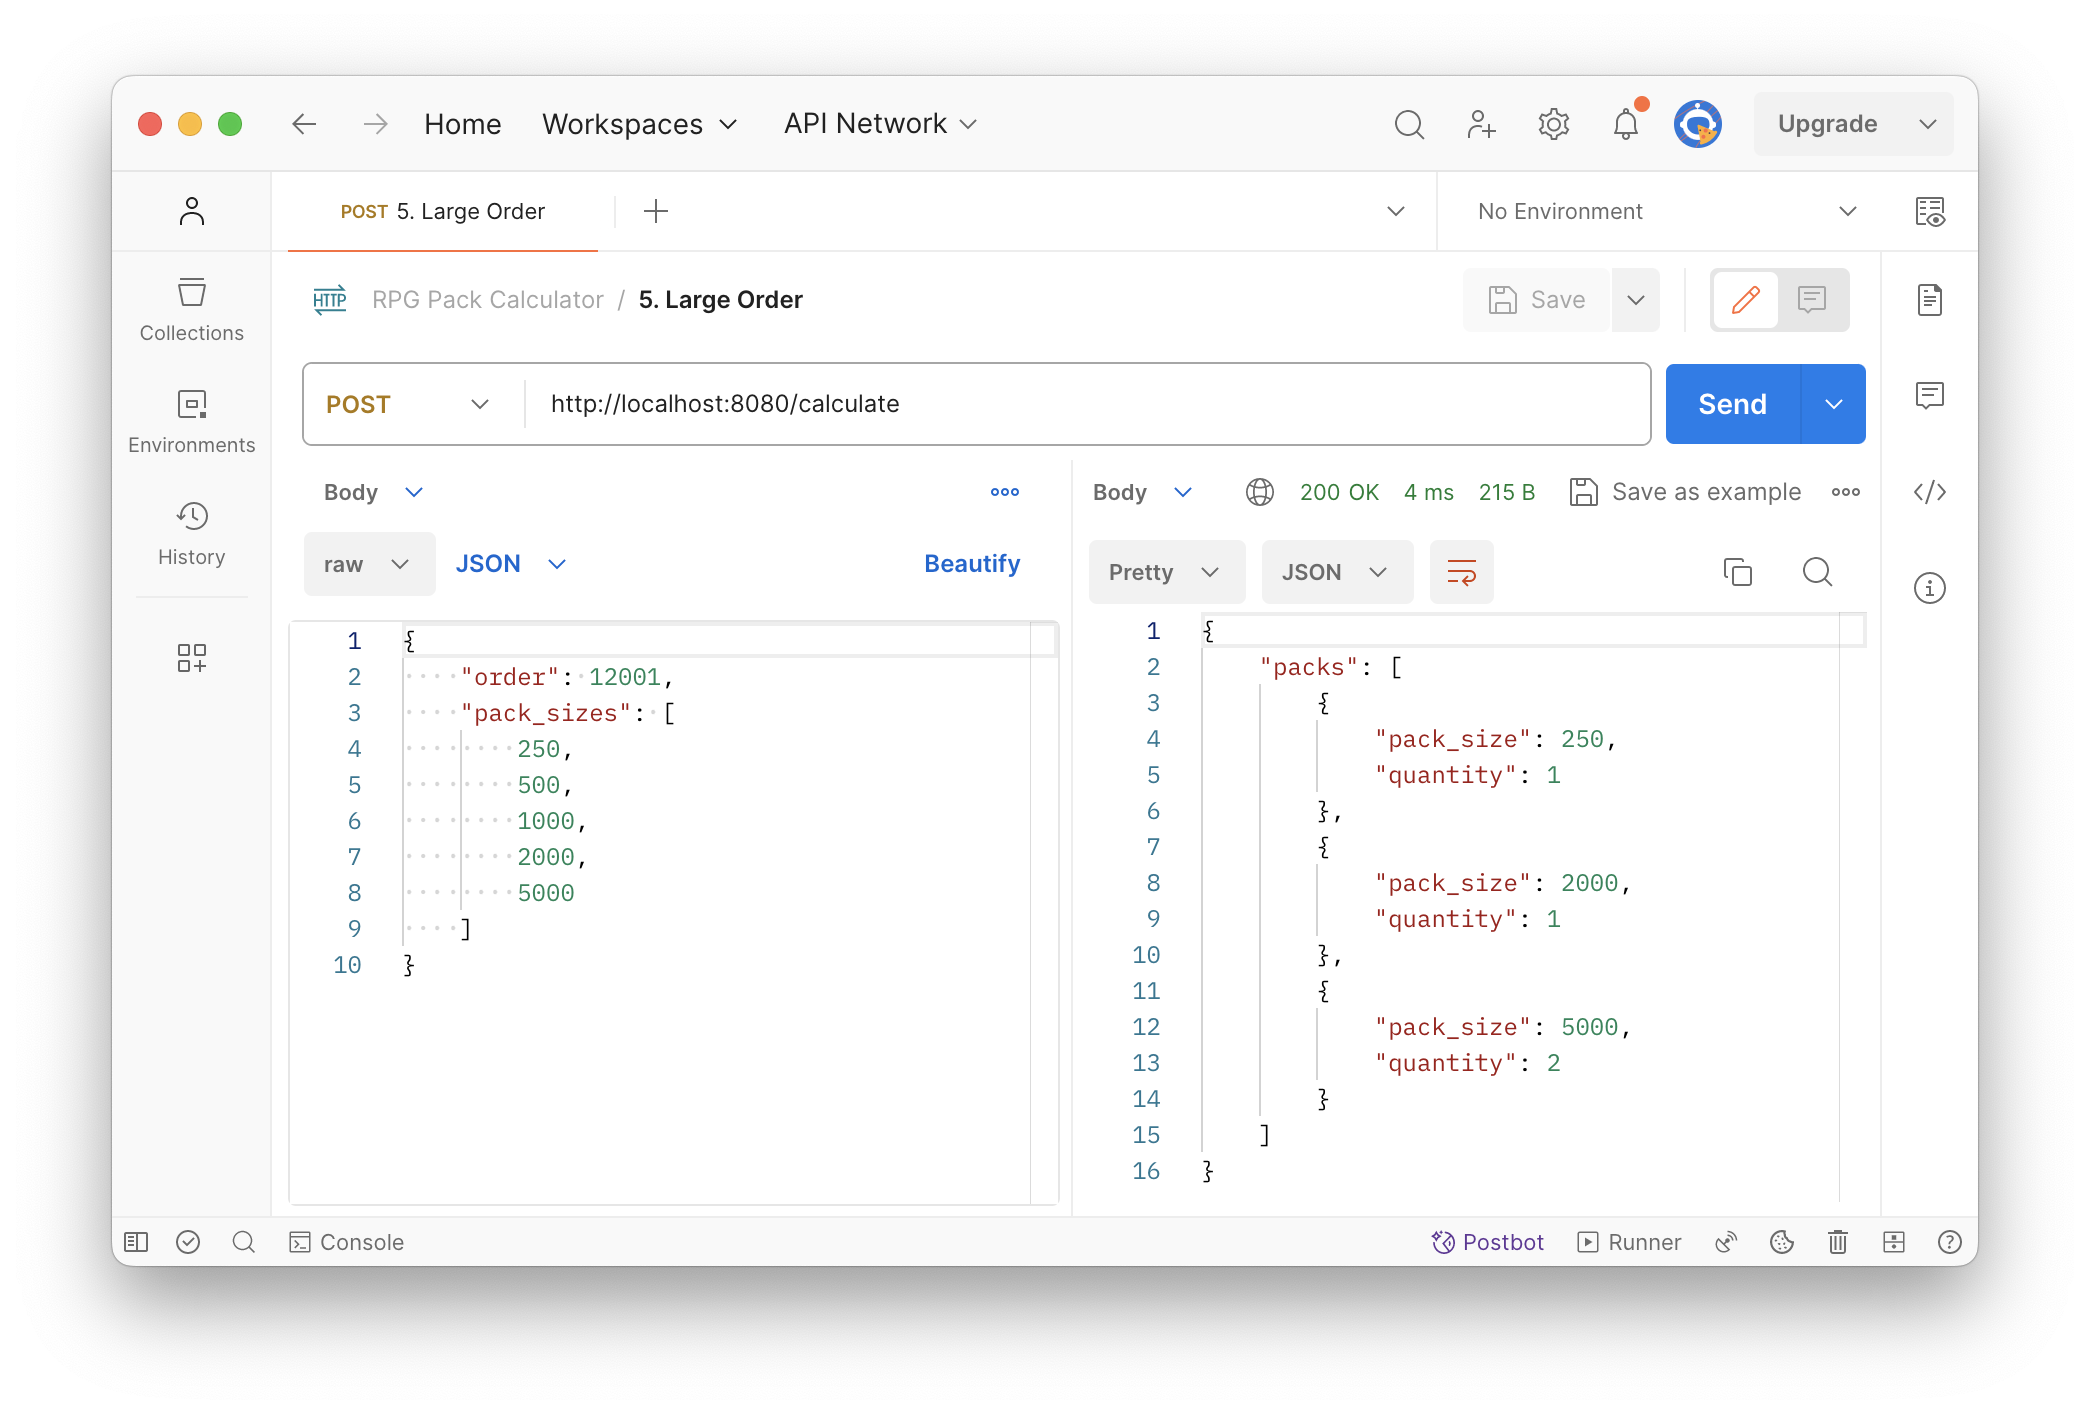 Home Workspaces API Network Upgrade
POST 5. Large Order No Environment
Collections
Environments
History
HTTP RPG Pack Calculator / 5. Large Order Save
POST http://localhost:8080/calculate Send
Body
raw JSON Beautify
1 {
2 "order": 12001,
3 "pack_sizes": [
4 250,
5 500,
6 1000,
7 2000,
8 5000
9 ]
10 }
Body 200 OK 4 ms 215 B Save as example
Pretty JSON
1 {
2 "packs": [
3 {
4 "pack_size": 250,
5 "quantity": 1
6 },
7 {
8 "pack_size": 2000,
9 "quantity": 1
10 },
11 {
12 "pack_size": 5000,
13 "quantity": 2
14 }
15 ]
16 }
Console Postbot Runner